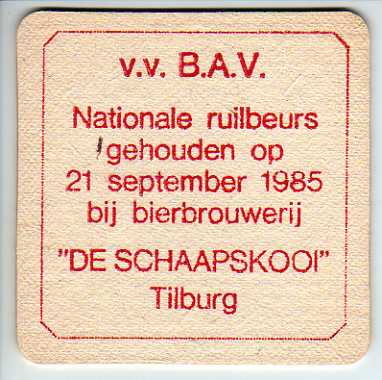 v.v. B.A.V.
Nationale ruilbeurs
gehouden op
21 september 1985
bij bierbrouwerij
"DE SCHAAPSKOOI"
Tilburg